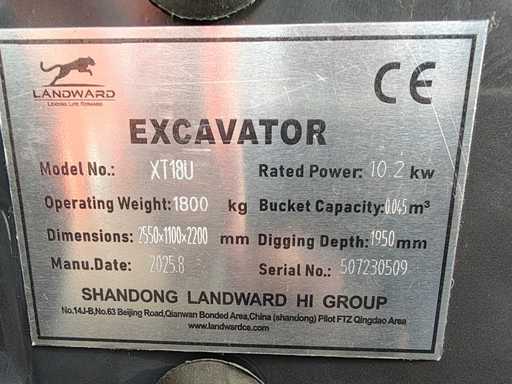 LANDWARD
LEADING LIFE FORWARD
CE
EXCAVATOR
Model No.: XT18U
Rated Power: 10.2 kw
Operating Weight: 1800 kg
Bucket Capacity: 0.045 m³
Dimensions: 2550x1100x2200 mm
Digging Depth: 1950 mm
Manu.Date: 2025.8
Serial No.: 507230509
SHANDONG LANDWARD HI GROUP
No.14J-B,No.63 Beijing Road,Qianwan Bonded Area,China (shandong) Pilot FTZ Qingdao Area
www.landwardce.com